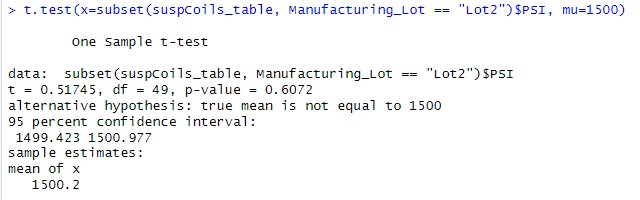 > t.test(x=subset(suspCoils_table, Manufacturing_Lot == "Lot2")$PSI, mu=1500)
One Sample t-test
data:  subset(suspCoils_table, Manufacturing_Lot == "Lot2")$PSI
t = 0.51745, df = 49, p-value = 0.6072
alternative hypothesis: true mean is not equal to 1500
95 percent confidence interval:
1499.423 1500.977
sample estimates:
mean of x
1500.2